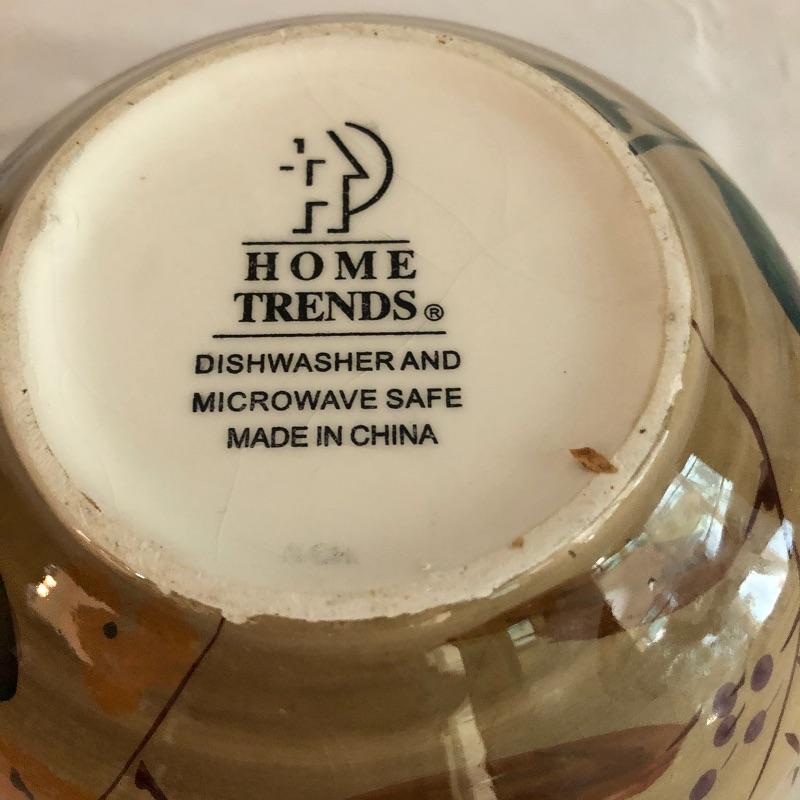 HOME
TRENDS®
DISHWASHER AND
MICROWAVE SAFE
MADE IN CHINA